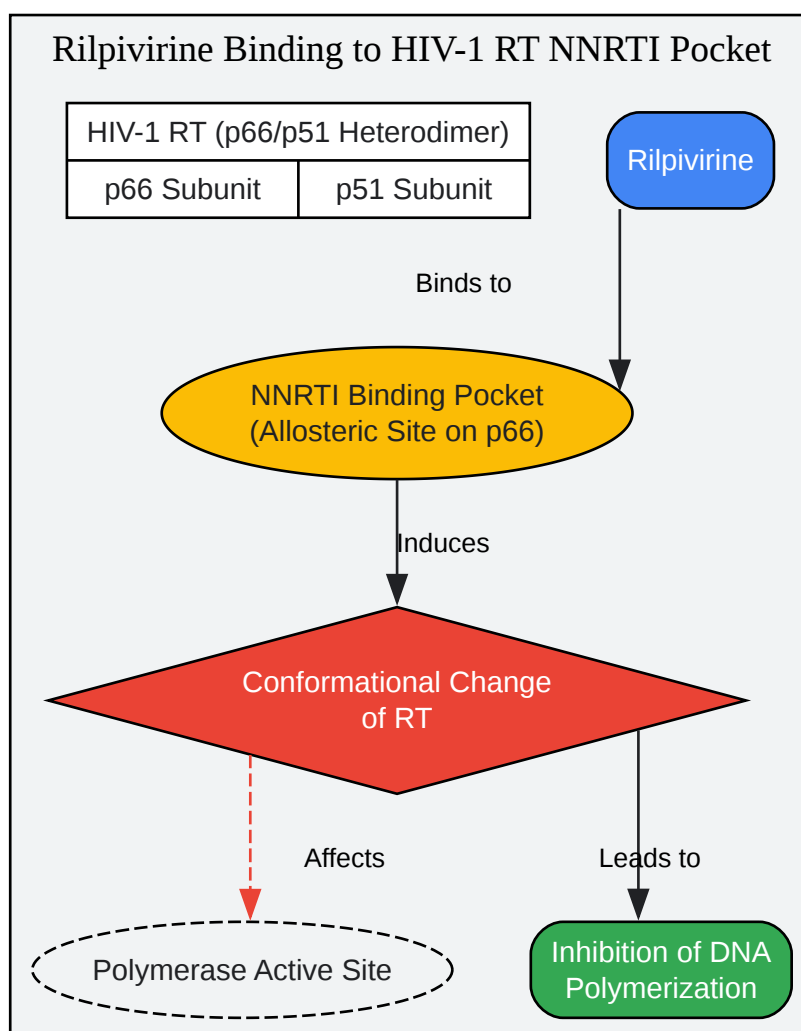 Rilpivirine Binding to HIV-1 RT NNRTI Pocket
HIV-1 RT (p66/p51 Heterodimer)
p66 Subunit
p51 Subunit
Rilpivirine
Binds to
NNRTI Binding Pocket
(Allosteric Site on p66)
Induces
Conformational Change
of RT
Affects
Leads to
Polymerase Active Site
Inhibition of DNA
Polymerization